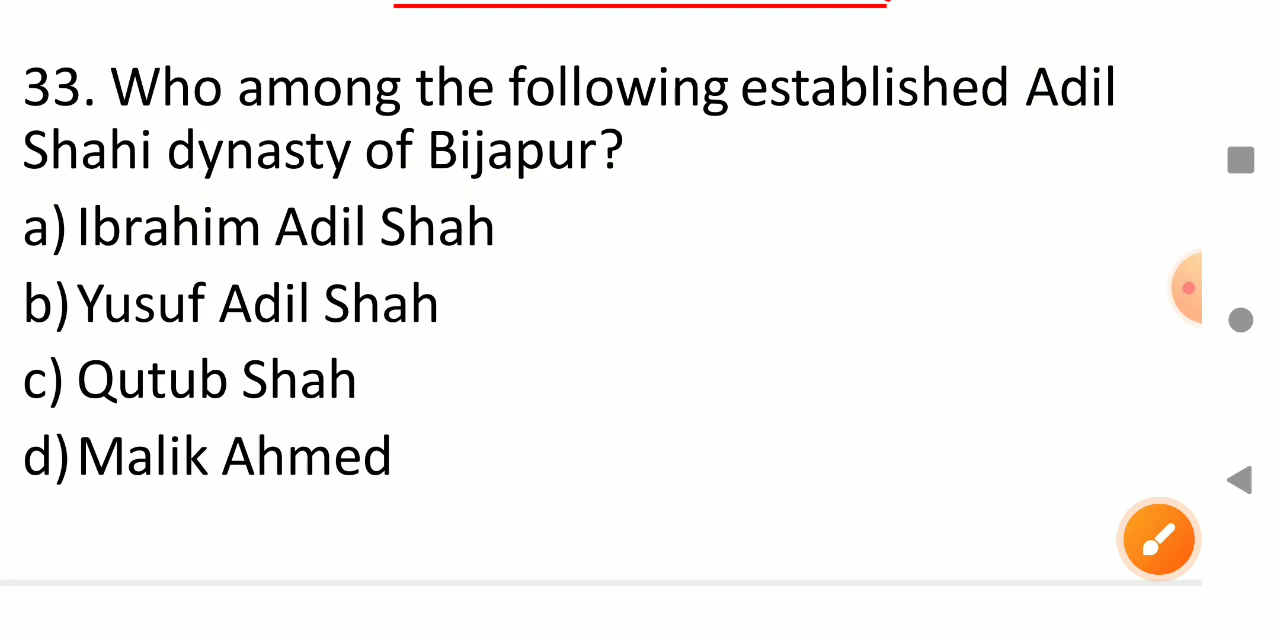 33. Who among the following established Adil
Shahi dynasty of Bijapur?
a) Ibrahim Adil Shah
b) Yusuf Adil Shah
c) Qutub Shah
d) Malik Ahmed